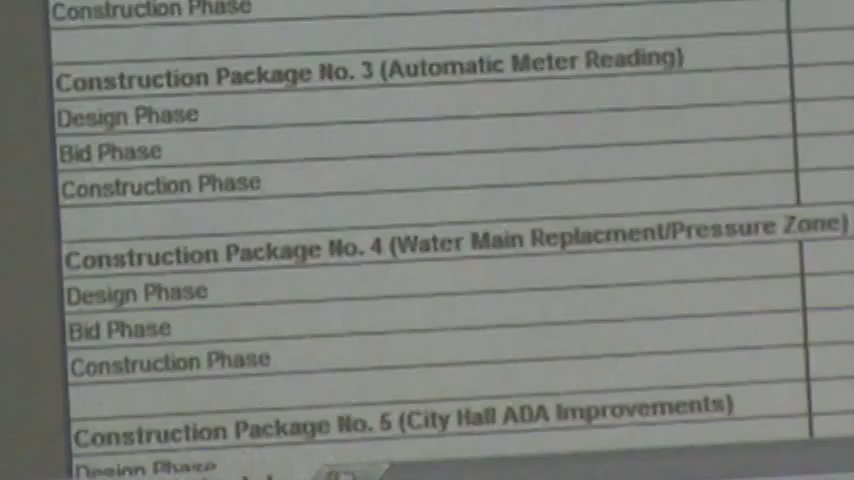 Construction Phase
Construction Package No. 3 (Automatic Meter Reading)
Design Phase
Bid Phase
Construction Phase
Construction Package No. 4 (Water Main Replacment/Pressure Zone)
Design Phase
Bid Phase
Construction Phase
Construction Package No. 5 (City Hall ADA Improvements)
Design Phase